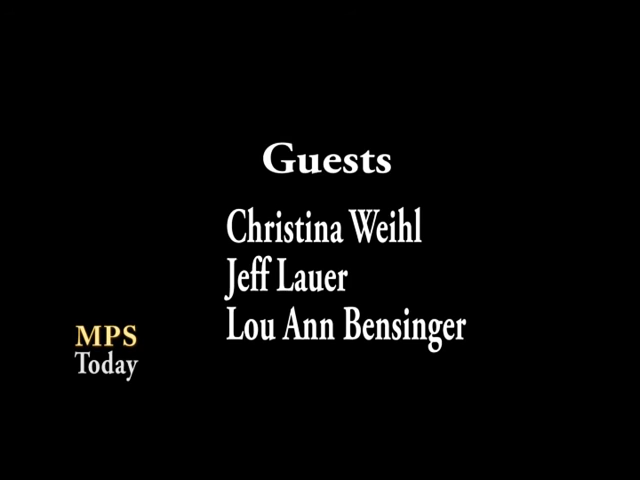 Guests
Christina Weihl
Jeff Lauer
Lou Ann Bensinger
MPS
Today